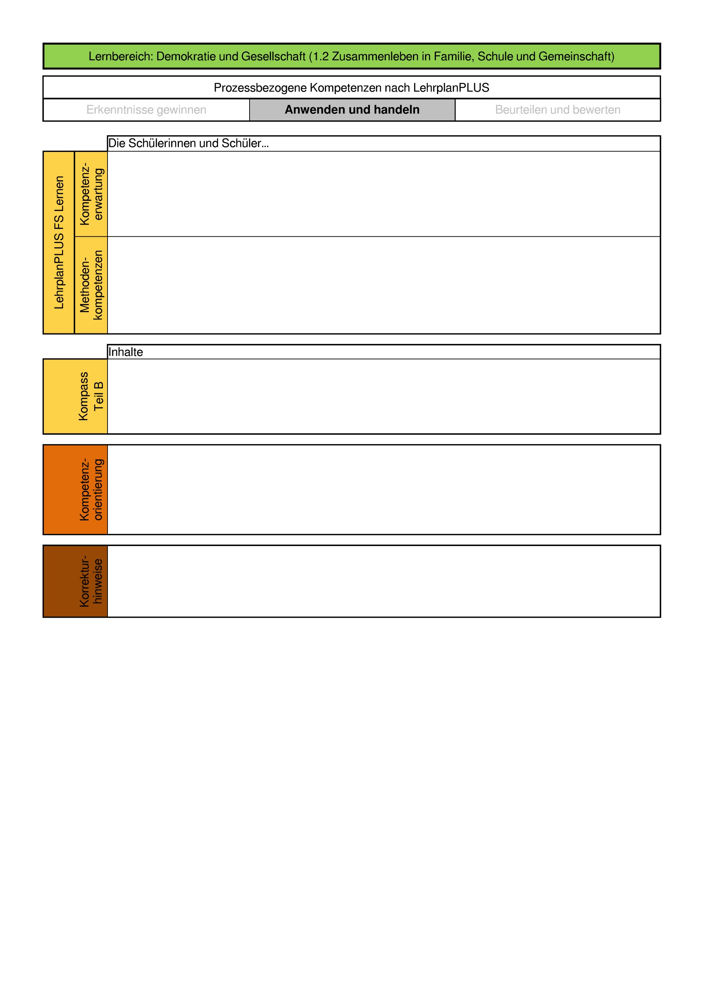 Lernbereich: Demokratie und Gesellschaft (1.2 Zusammenleben in Familie, Schule und Gemeinschaft)
Prozessbezogene Kompetenzen nach LehrplanPLUS
Erkenntnisse gewinnen
Anwenden und handeln
Beurteilen und bewerten
Die Schülerinnen und Schüler...
LehrplanPLUS FS Lernen
Kompetenz-
erwartung
Methoden-
kompetenzen
Inhalte
Kompass
Teil B
Kompetenz-
orientierung
Korrektur-
hinweise